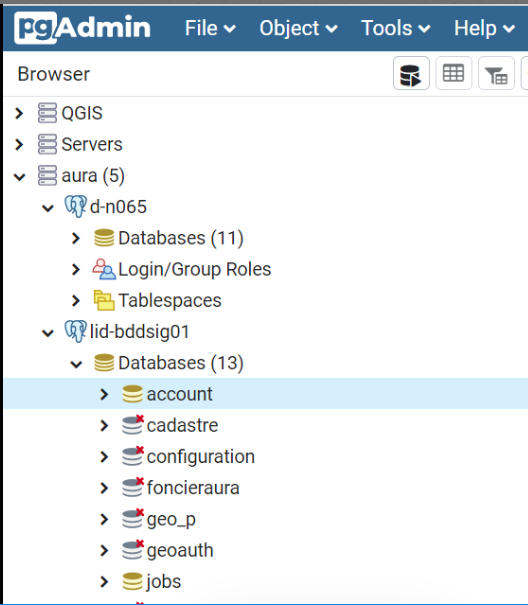 pgAdmin File Object Tools Help
Browser
QGIS
Servers
aura (5)
d-n065
Databases (11)
Login/Group Roles
Tablespaces
lid-bddsig01
Databases (13)
account
cadastre
configuration
foncieraura
geo_p
geoauth
jobs